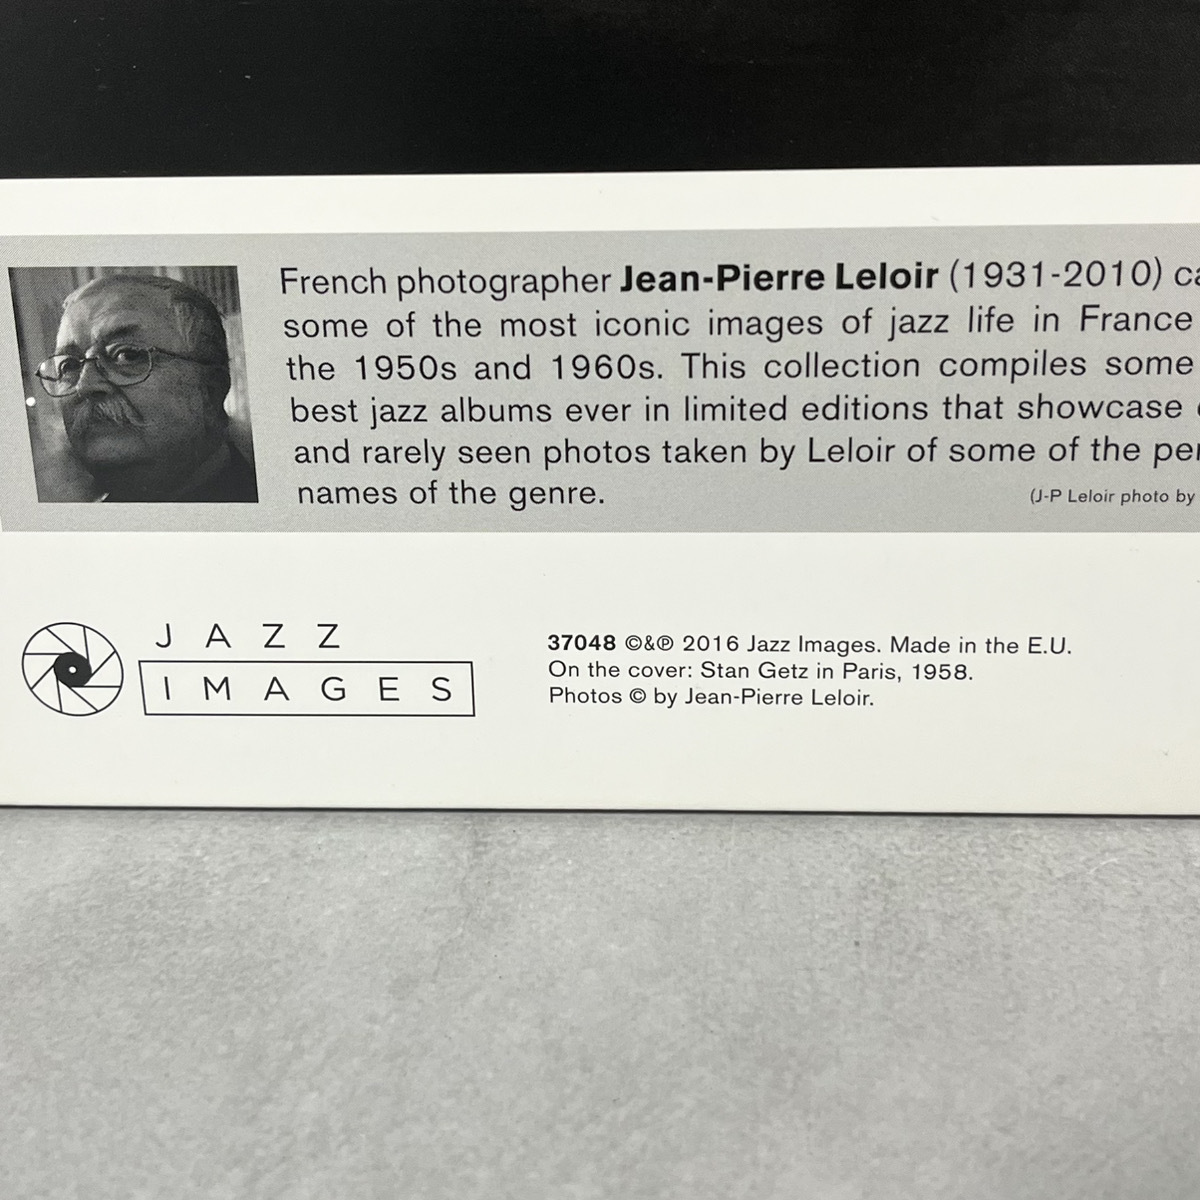 French photographer Jean-Pierre Leloir (1931-2010)
some of the most iconic images of jazz life in France
the 1950s and 1960s. This collection compiles some
best jazz albums ever in limited editions that showcase
and rarely seen photos taken by Leloir of some of the
names of the genre.
(J-P Leloir photo by
JAZZ
IMAGES
37048 ©&℗ 2016 Jazz Images. Made in the E.U.
On the cover: Stan Getz in Paris, 1958.
Photos © by Jean-Pierre Leloir.